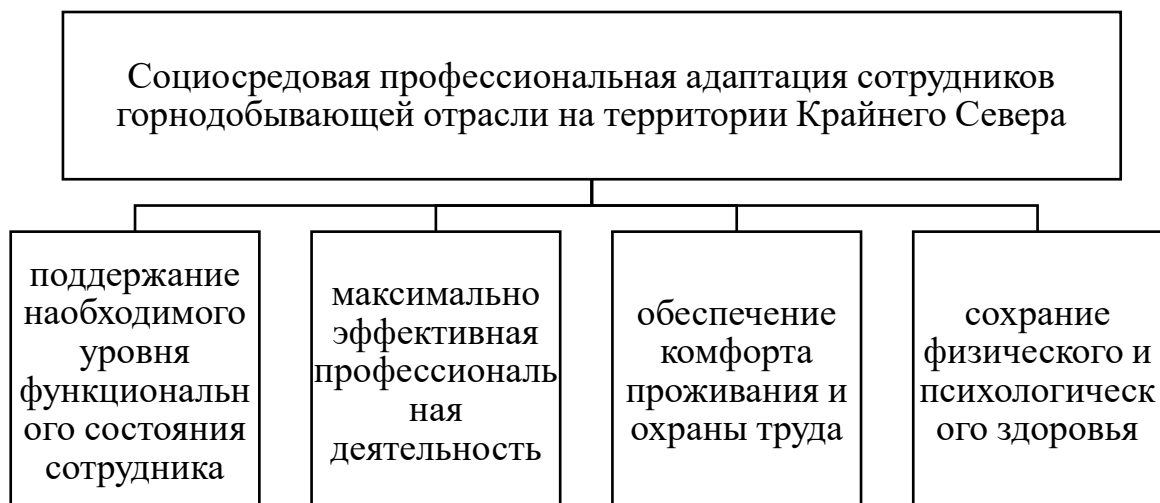 Социосредовая профессиональная адаптация сотрудников
горнодобывающей отрасли на территории Крайнего Севера
поддержание
наобходимого
уровня
функциональн
ого состояния
сотрудника
максимально
эффективная
профессиональ
ная
деятельность
обеспечение
комфорта
проживания и
охраны труда
сохрание
физического и
психологическ
ого здоровья